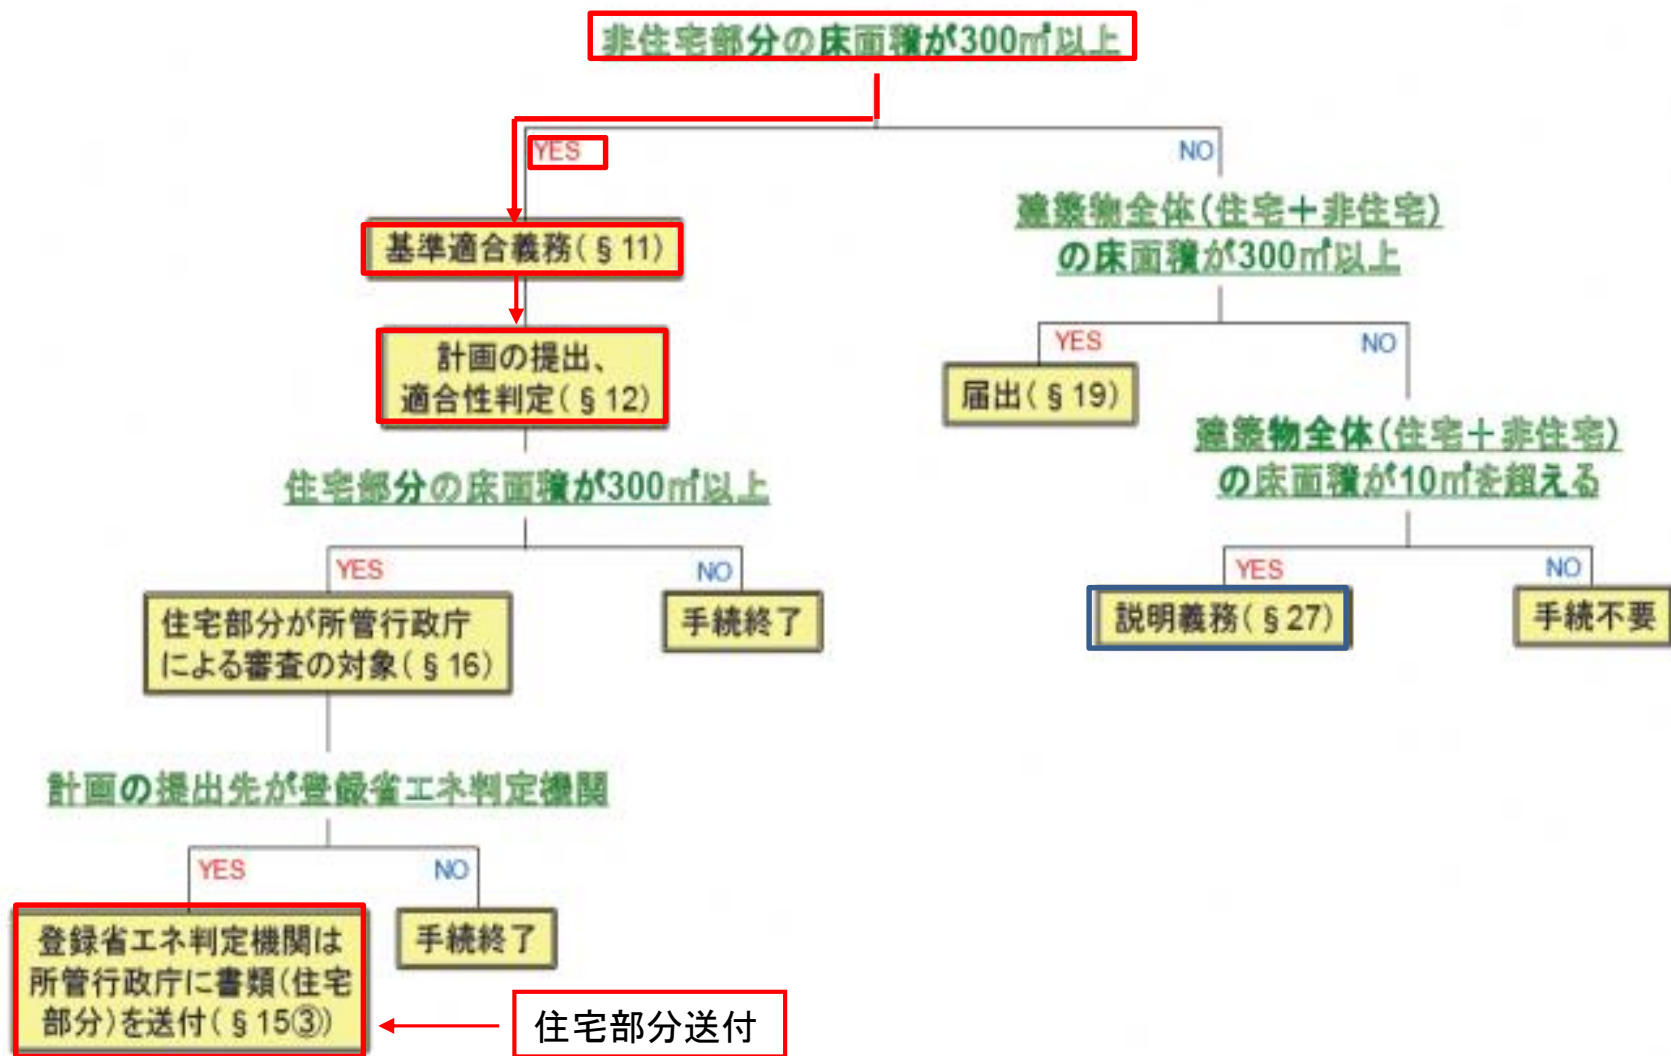 非住宅部分の床面積が300㎡以上
YES
NO
基準適合義務(§11)
建築物全体(住宅＋非住宅)
の床面積が300㎡以上
計画の提出、
適合性判定(§12)
YES
NO
届出(§19)
住宅部分の床面積が300㎡以上
建築物全体(住宅＋非住宅)
の床面積が10㎡を超える
YES
NO
YES
NO
住宅部分が所管行政庁
による審査の対象(§16)
手続終了
説明義務(§27)
手続不要
計画の提出先が登録省エネ判定機関
YES
NO
登録省エネ判定機関は
所管行政庁に書類(住宅
部分)を送付(§15③)
手続終了
住宅部分送付